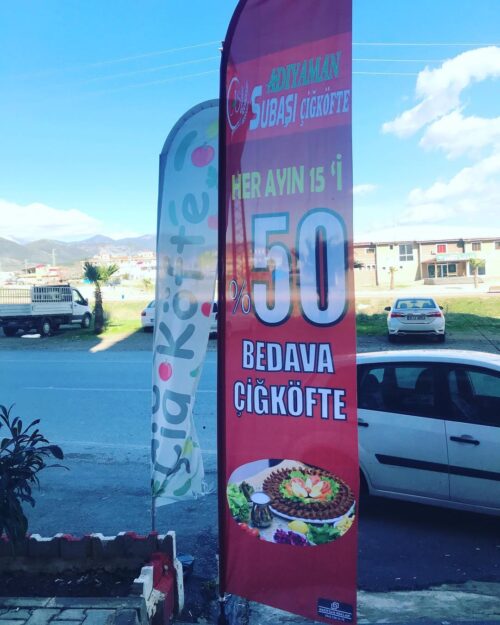 ADIYAMAN
SUBAŞI ÇİĞKÖFTE
HER AYIN 15 'İ
%50
BEDAVA
ÇİĞKÖFTE
Çiğ Köfte